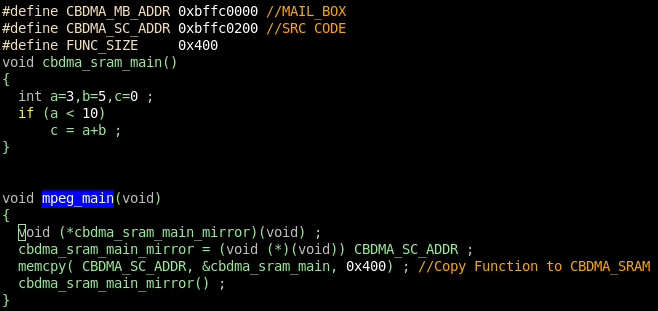 #define CBDMA_MB_ADDR 0xbffc0000 //MAIL_BOX
#define CBDMA_SC_ADDR 0xbffc0200 //SRC CODE
#define FUNC_SIZE     0x400
void cbdma_sram_main()
{
  int a=3,b=5,c=0 ;
  if (a < 10)
      c = a+b ;
}

void mpeg_main(void)
{
  void (*cbdma_sram_main_mirror)(void) ;
  cbdma_sram_main_mirror = (void (*)(void)) CBDMA_SC_ADDR ;
  memcpy( CBDMA_SC_ADDR, &cbdma_sram_main, 0x400) ; //Copy Function to CBDMA_SRAM
  cbdma_sram_main_mirror() ;
}